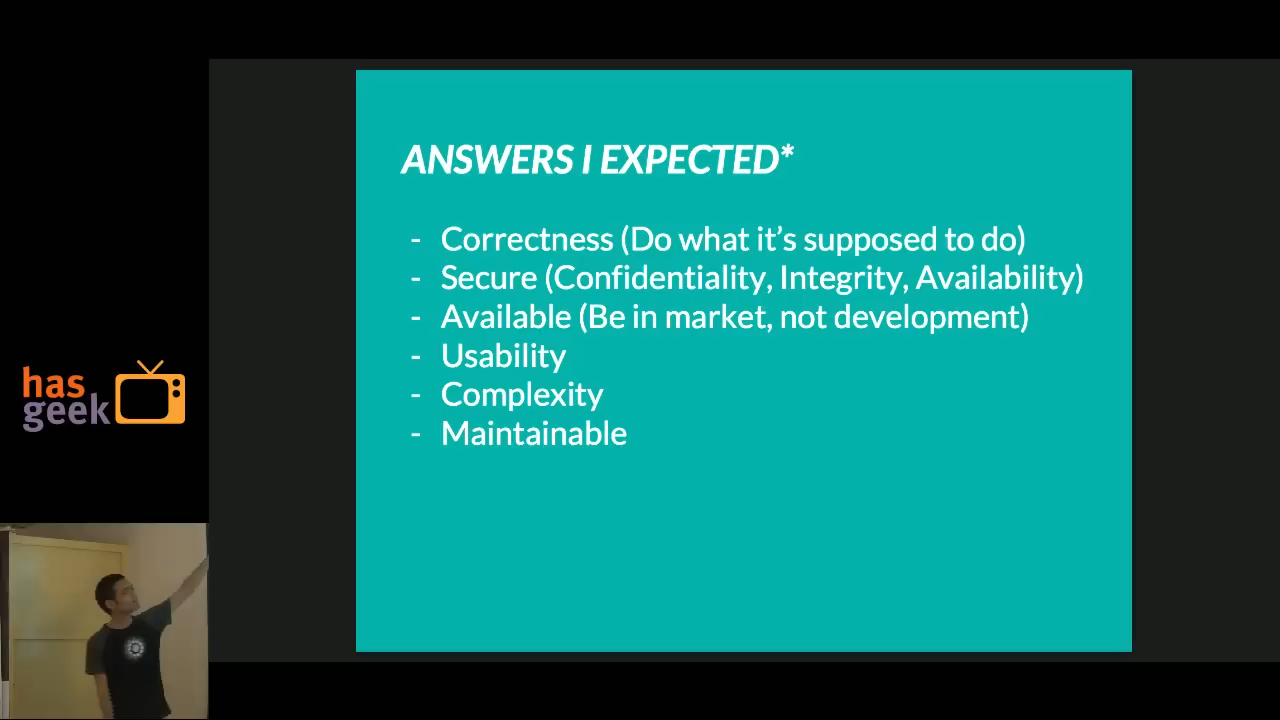 ANSWERS I EXPECTED*
- Correctness (Do what it's supposed to do)
- Secure (Confidentiality, Integrity, Availability)
- Available (Be in market, not development)
- Usability
- Complexity
- Maintainable
has
geek